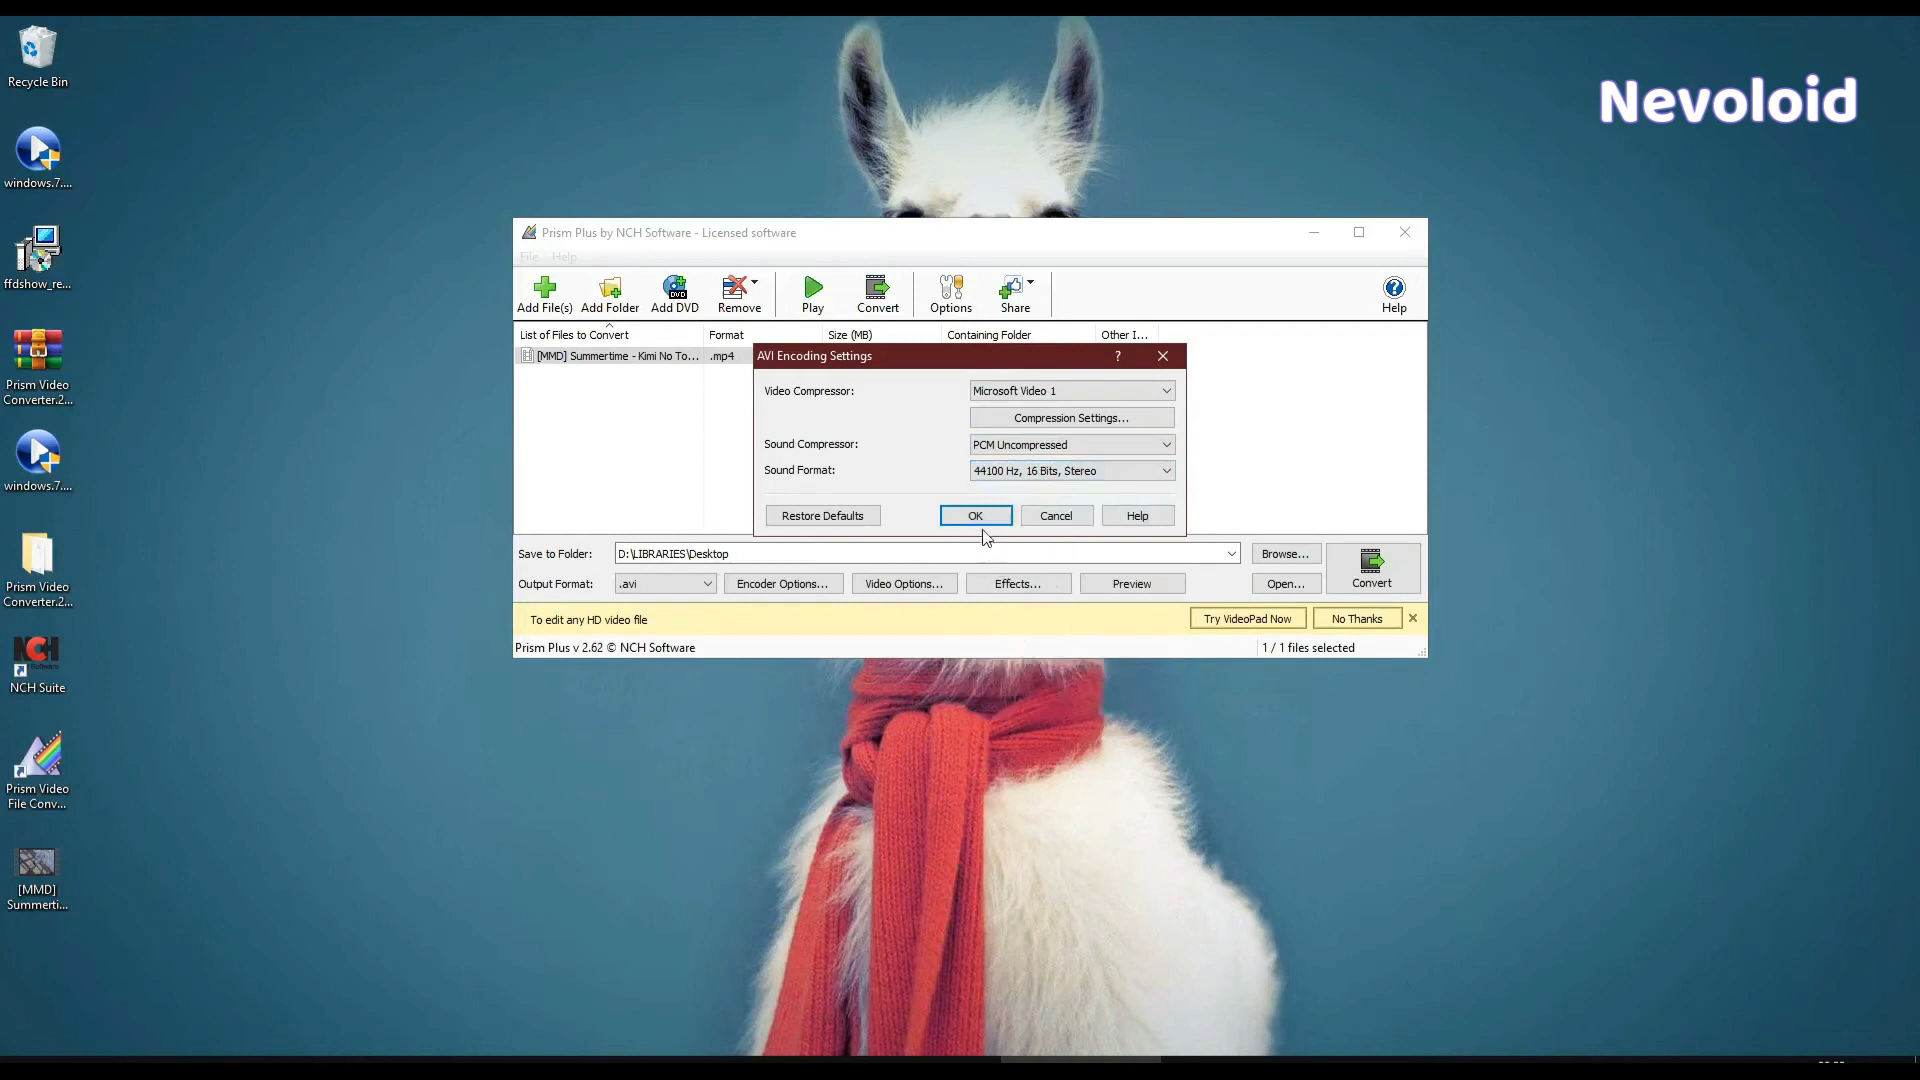 Recycle Bin
windows.7....
ffdshow_re...
Prism Video
Converter.2...
windows.7....
Prism Video
Converter.2...
NCH
Software
NCH Suite
Prism Video
File Conv...
[MMD]
Summerti...
Nevoloid
Prism Plus by NCH Software - Licensed software
File Help
Add File(s) Add Folder Add DVD Remove Play Convert Options Share Help
DVD
List of Files to Convert Format Size (MB) Containing Folder Other I...
[MMD] Summertime - Kimi No To... .mp4
AVI Encoding Settings ?
Video Compressor: Microsoft Video 1
Compression Settings...
Sound Compressor: PCM Uncompressed
Sound Format: 44100 Hz, 16 Bits, Stereo
Restore Defaults OK Cancel Help
Save to Folder: D:\LIBRARIES\Desktop Browse...
Convert
Output Format: .avi Encoder Options... Video Options... Effects... Preview Open...
To edit any HD video file Try VideoPad Now No Thanks
Prism Plus v 2.62 © NCH Software 1 / 1 files selected